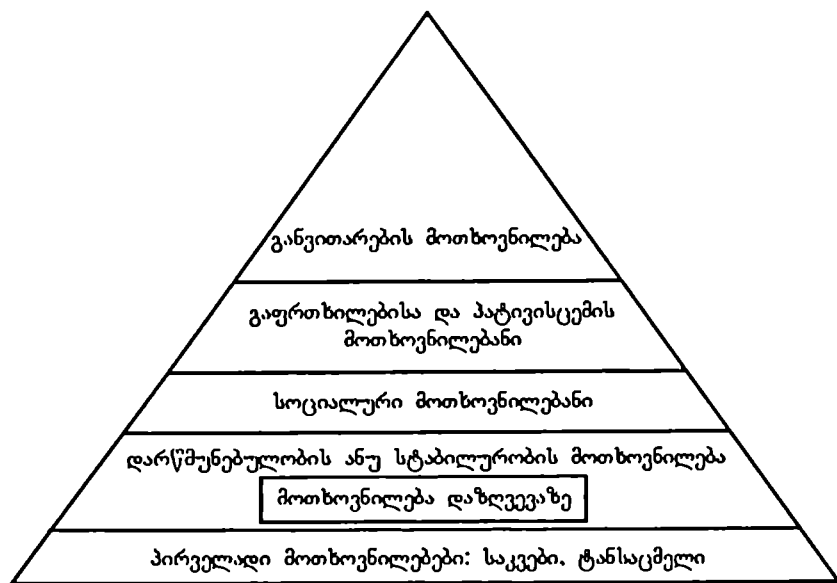 განვითარების მოთხოვნილება
გაფრთხილებისა და პატივისცემის
მოთხოვნილებანი
სოციალური მოთხოვნილებანი
დარწმუნებულობის ანუ სტაბილურობის მოთხოვნილება
მოთხოვნილება დაზღვევაზე
პირველადი მოთხოვნილებები: საკვები, ტანსაცმელი